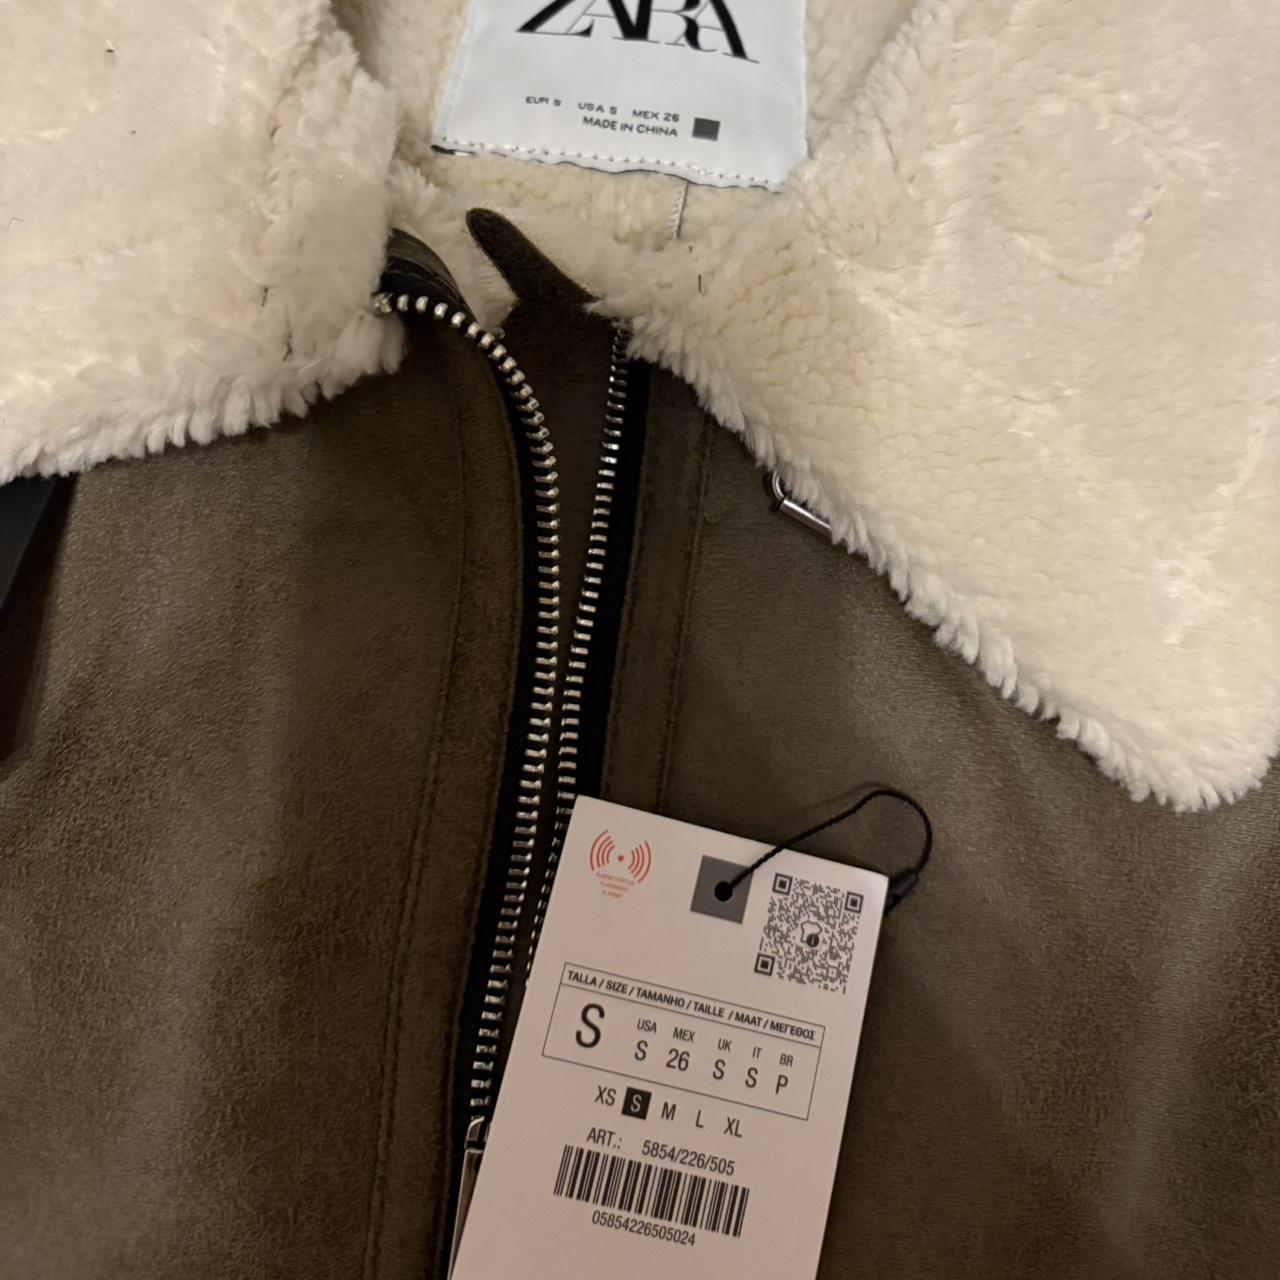 ZARA
EUR S USA S MEX 26
MADE IN CHINA
TALLA / SIZE / TAMANHO / TAILLE / MAAT / ΜΕΓΕΘΟΣ
S
USA MEX UK IT BR
S 26 S S P
XS S M L XL
ART.: 5854/226/505
05854226505024